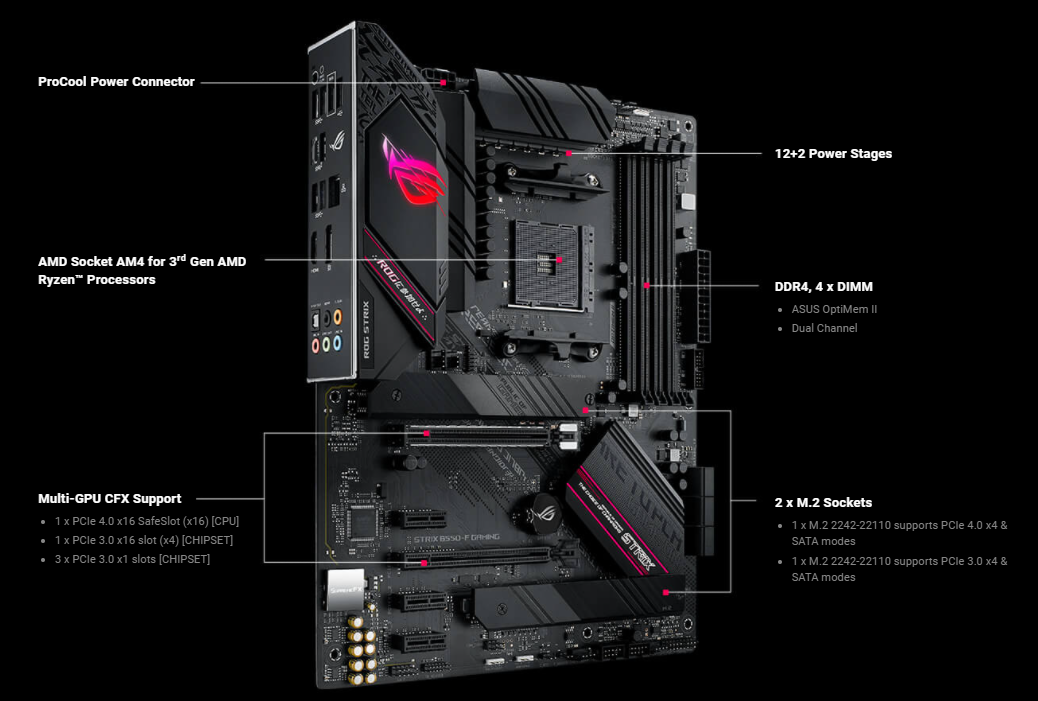 ProCool Power Connector
12+2 Power Stages
AMD Socket AM4 for 3rd Gen AMD
Ryzen™ Processors
DDR4, 4 x DIMM
ASUS OptiMem II
Dual Channel
ROG STRIX
Multi-GPU CFX Support
1 x PCIe 4.0 x16 SafeSlot (x16) [CPU]
1 x PCIe 3.0 x16 slot (x4) [CHIPSET]
3 x PCIe 3.0 x1 slots [CHIPSET]
2 x M.2 Sockets
1 x M.2 2242-22110 supports PCIe 4.0 x4 &
SATA modes
1 x M.2 2242-22110 supports PCIe 3.0 x4 &
SATA modes
STRIX B550-F GAMING
STRIX
SupremeFX